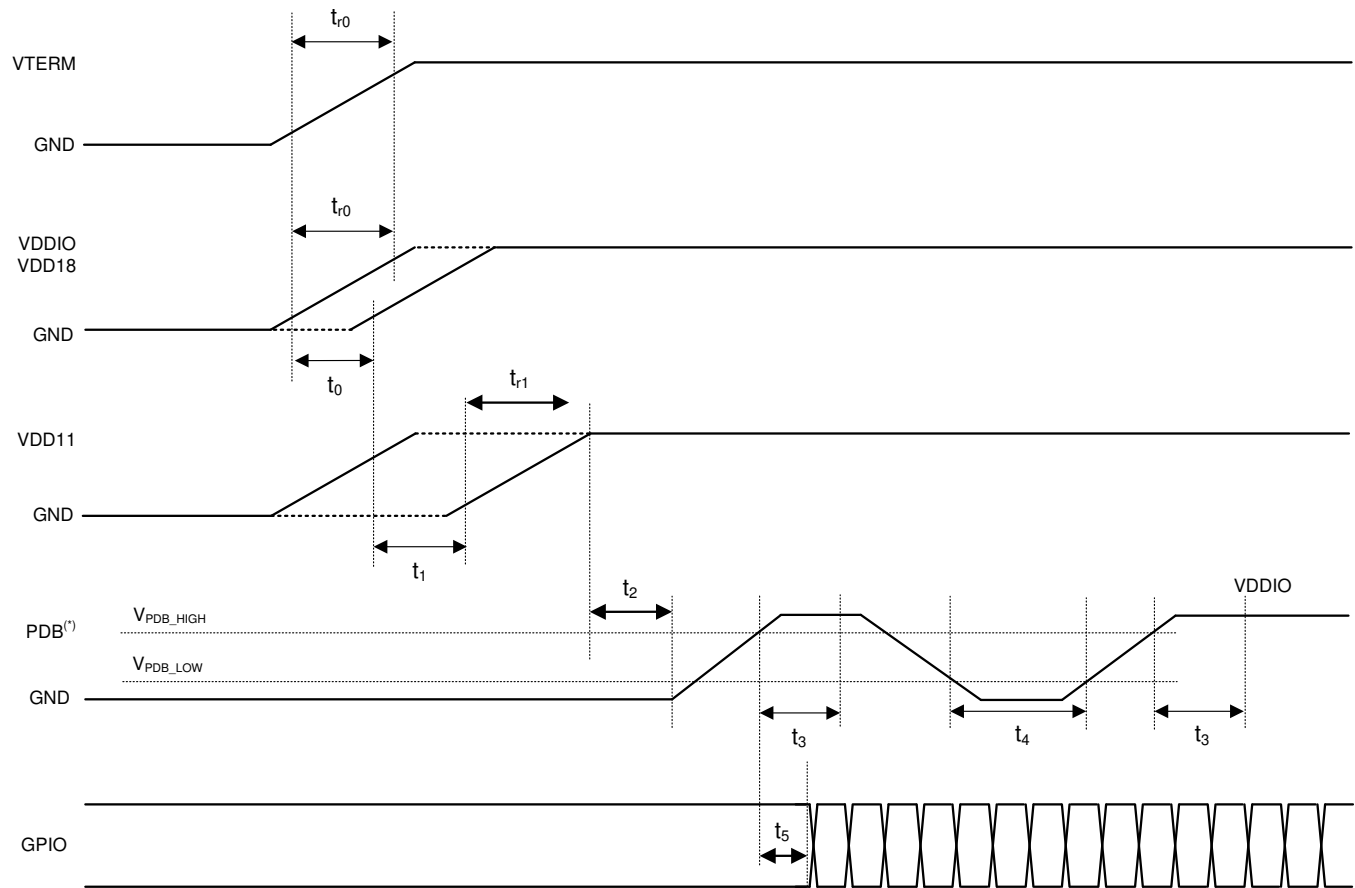 tr0
VTERM
GND
tr0
VDDIO
VDD18
GND
t0
tr1
VDD11
GND
t1
t2
VDDIO
VPDB_HIGH
PDB(*)
VPDB_LOW
GND
t3
t4
t3
t5
GPIO